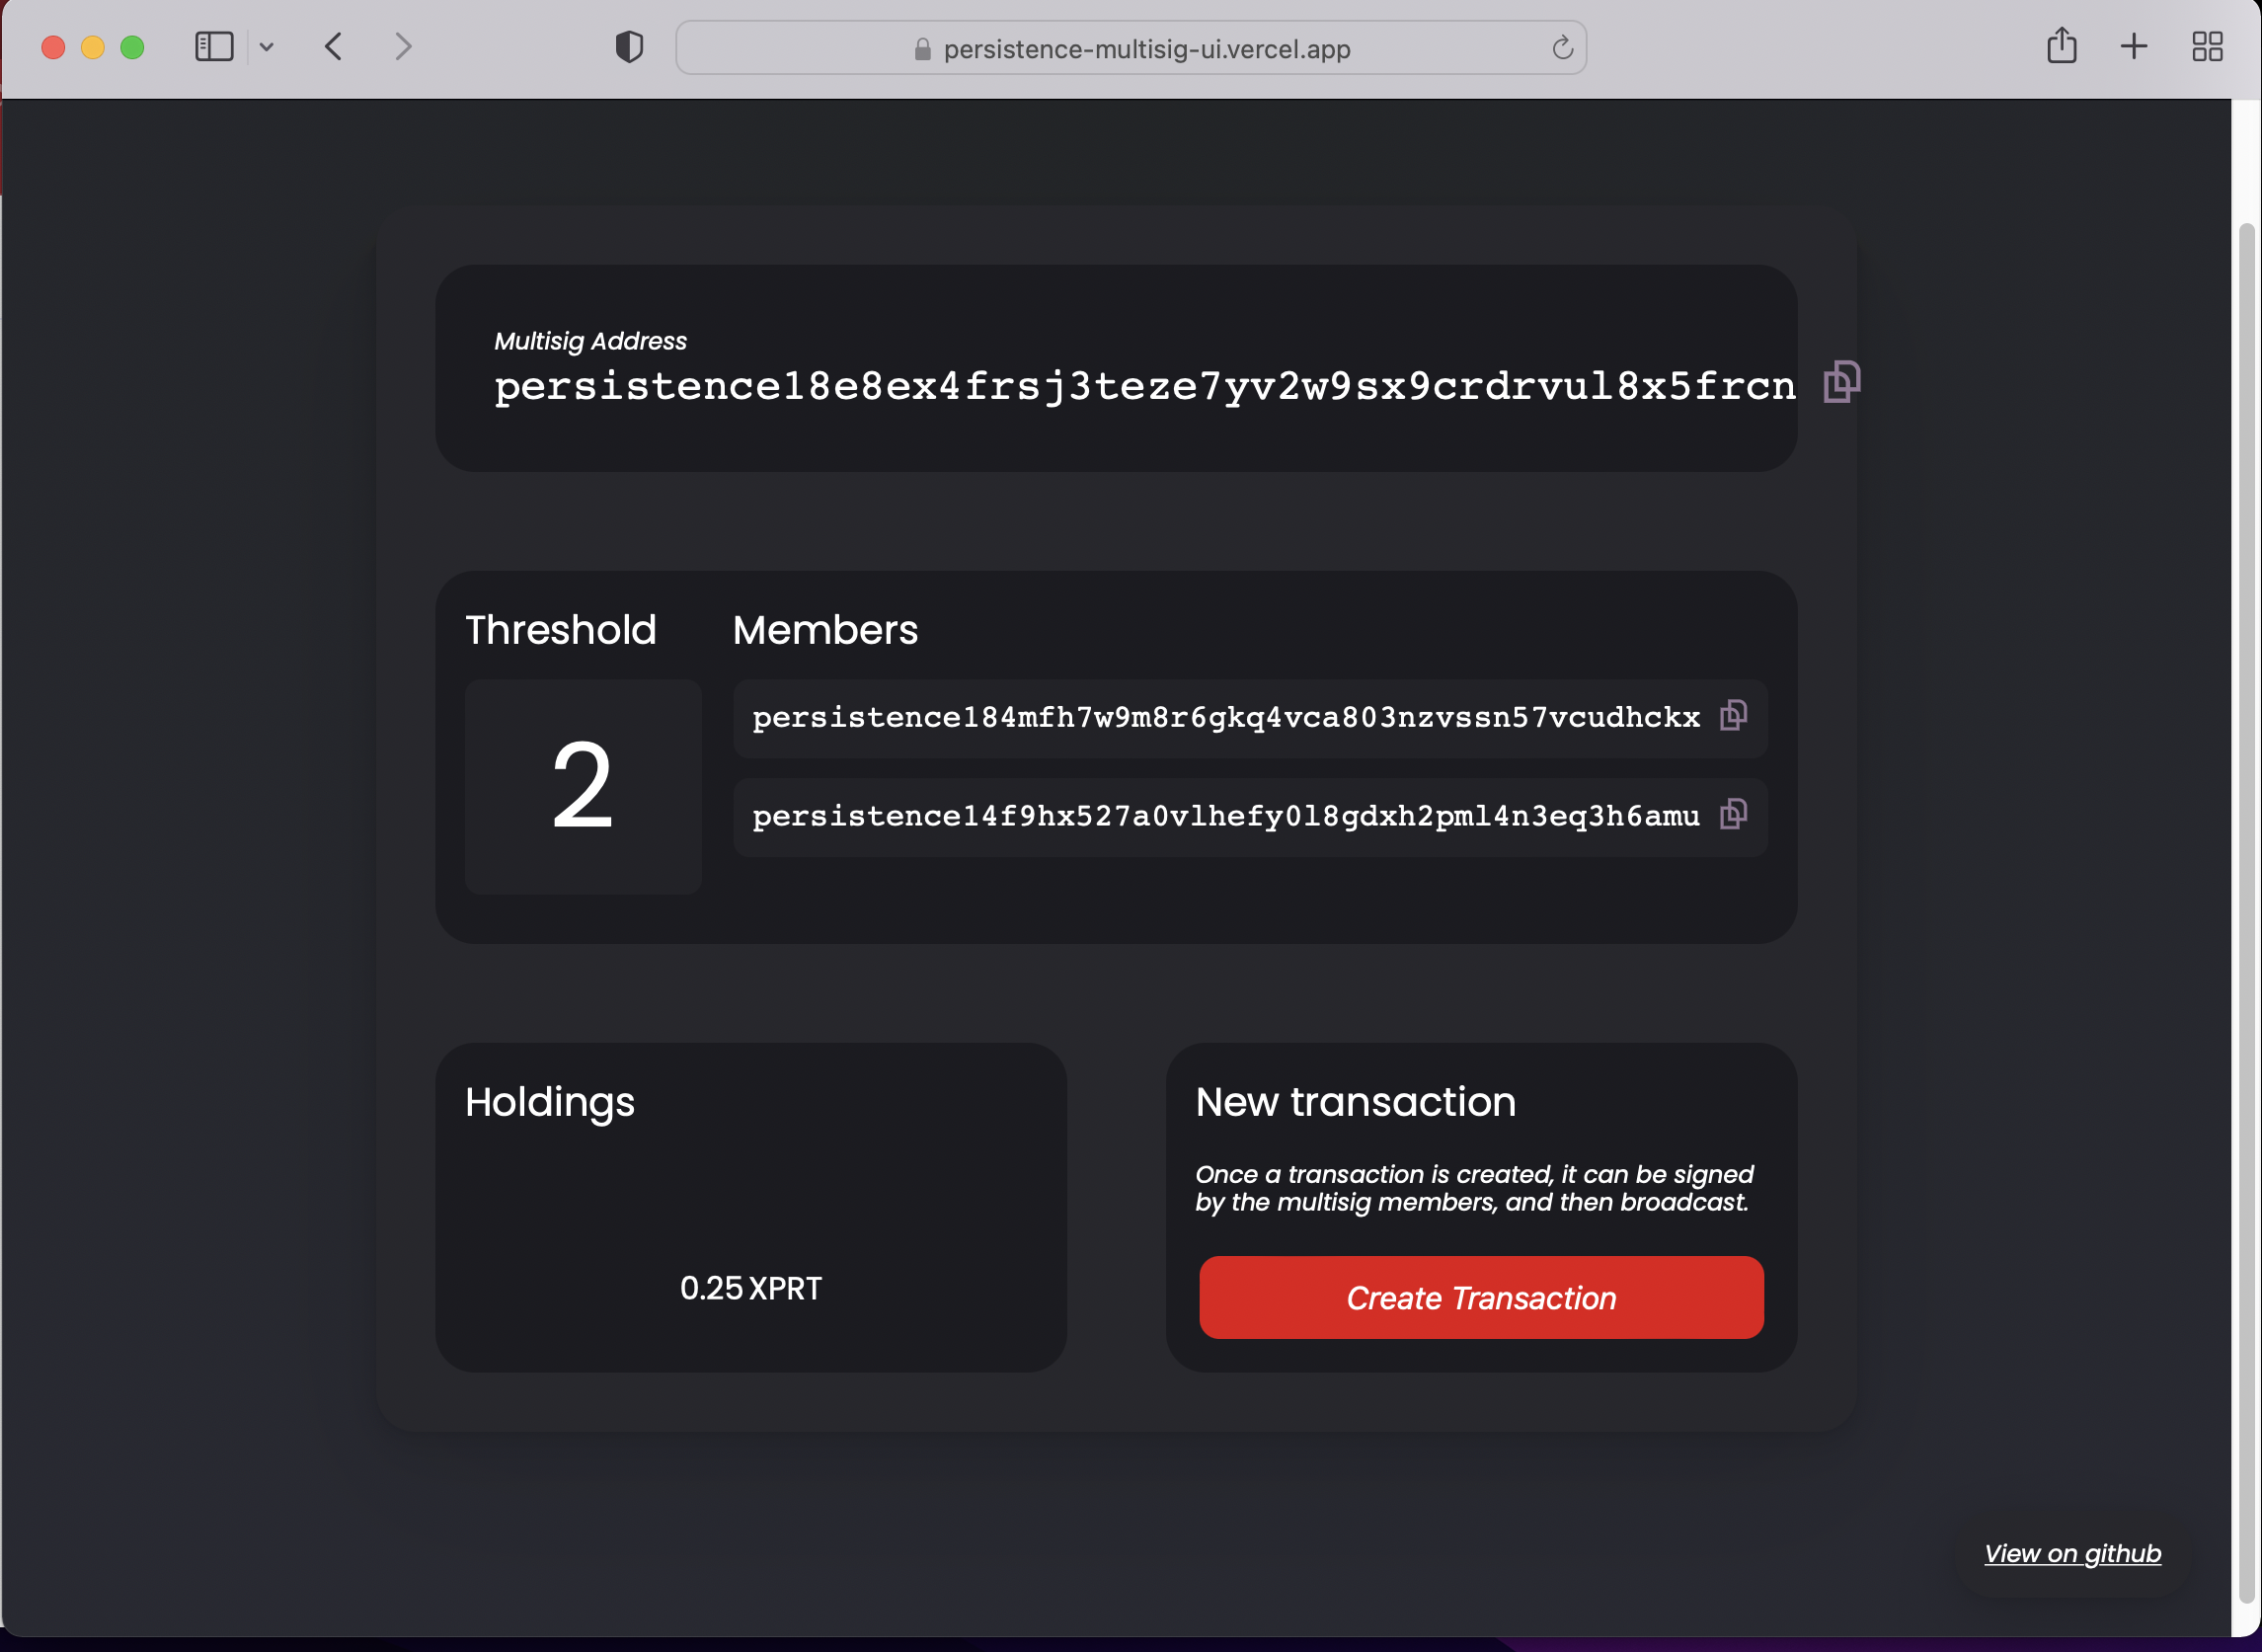 persistence-multisig-ui.vercel.app
Multisig Address
persistence18e8ex4frsj3teze7yv2w9sx9crdrvul8x5frcn
Threshold
Members
2
persistence184mfh7w9m8r6gkq4vca803nzvssn57vcudhckx
persistence14f9hx527a0vlhefy0l8gdxh2pml4n3eq3h6amu
Holdings
0.25 XPRT
New transaction
Once a transaction is created, it can be signed
by the multisig members, and then broadcast.
Create Transaction
View on github